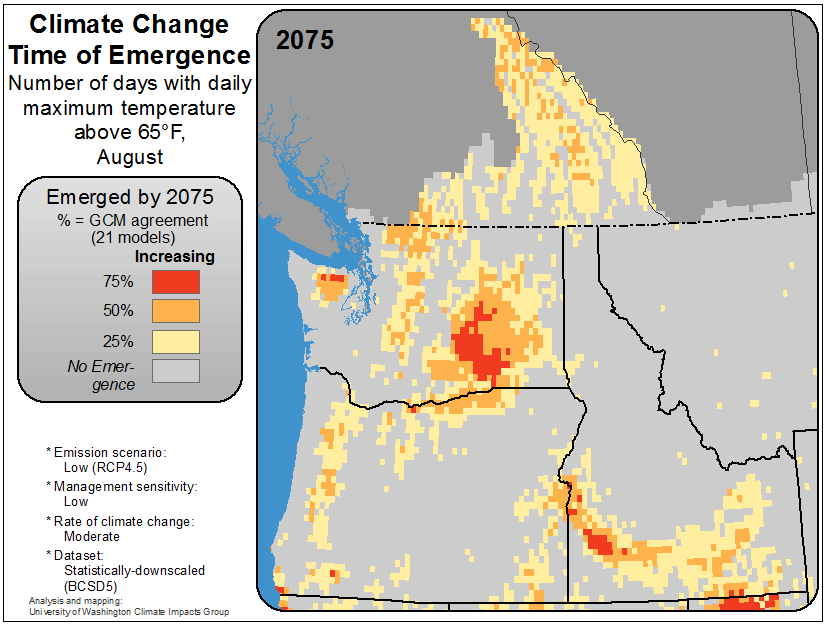 Climate Change
Time of Emergence
Number of days with daily
maximum temperature
above 65°F,
August
2075
Emerged by 2075
% = GCM agreement
(21 models)
Increasing
75%
50%
25%
No Emer-
gence
* Emission scenario:
Low (RCP4.5)
* Management sensitivity:
Low
* Rate of climate change:
Moderate
* Dataset:
Statistically-downscaled
(BCSD5)
Analysis and mapping:
University of Washington Climate Impacts Group